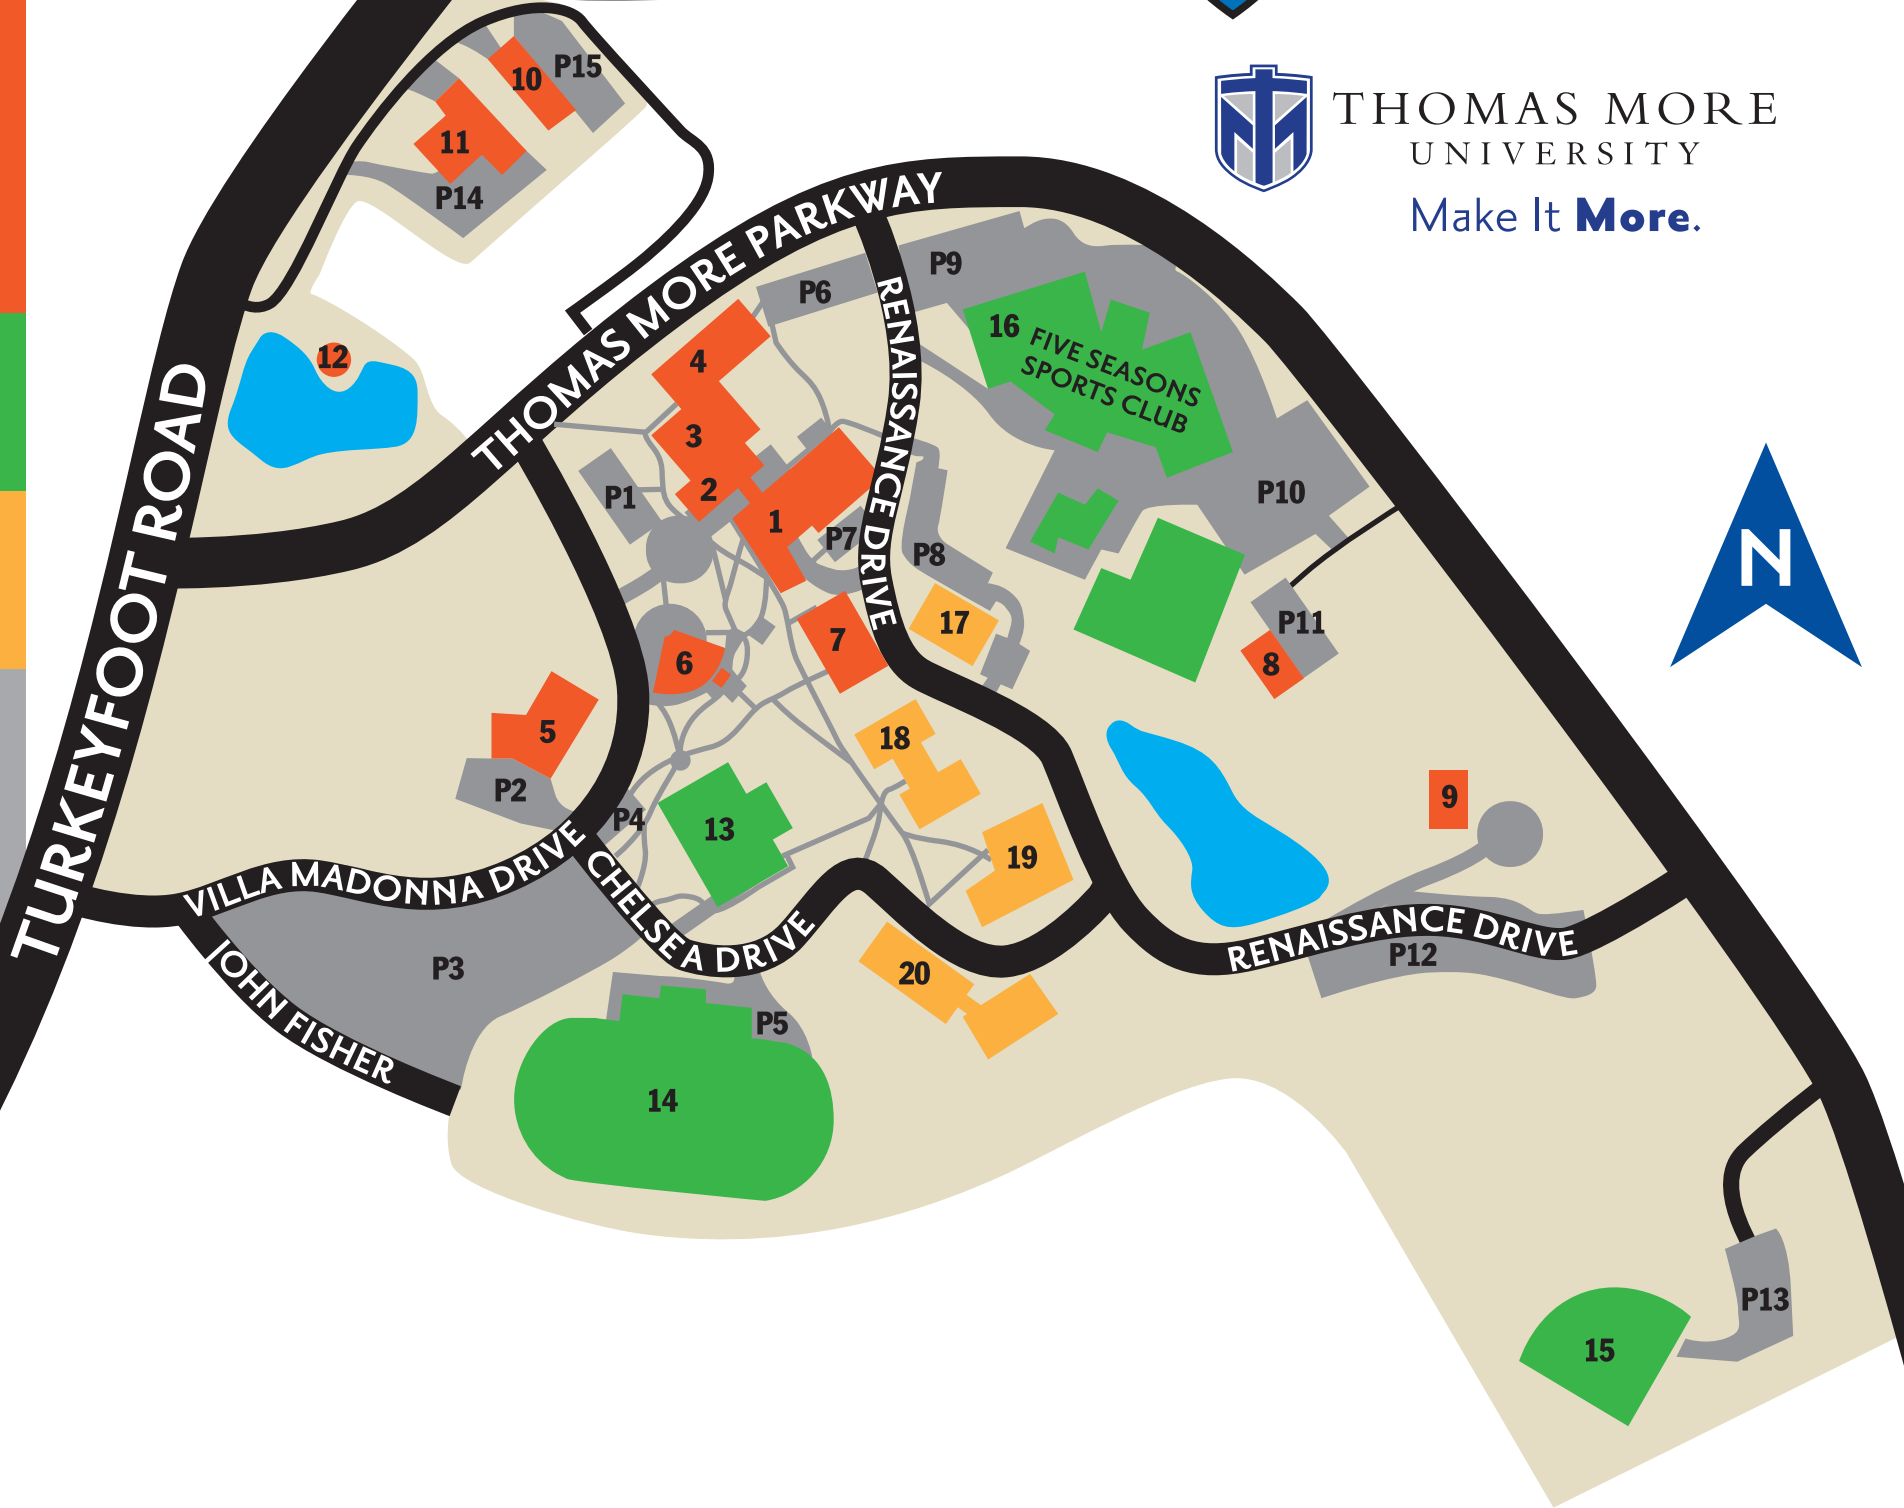 THOMAS MORE
UNIVERSITY
Make It More.
N
TURKEYFOOT ROAD
THOMAS MORE PARKWAY
RENAISSANCE DRIVE
VILLA MADONNA DRIVE
CHELSEA DRIVE
JOHN FISHER
RENAISSANCE DRIVE
10
P15
11
P14
12
P6
P9
4
3
2
1
P1
P7
P8
16
FIVE SEASONS
SPORTS CLUB
P10
17
7
6
P11
8
5
P2
P4
18
13
19
9
P3
20
P12
P5
14
P13
15